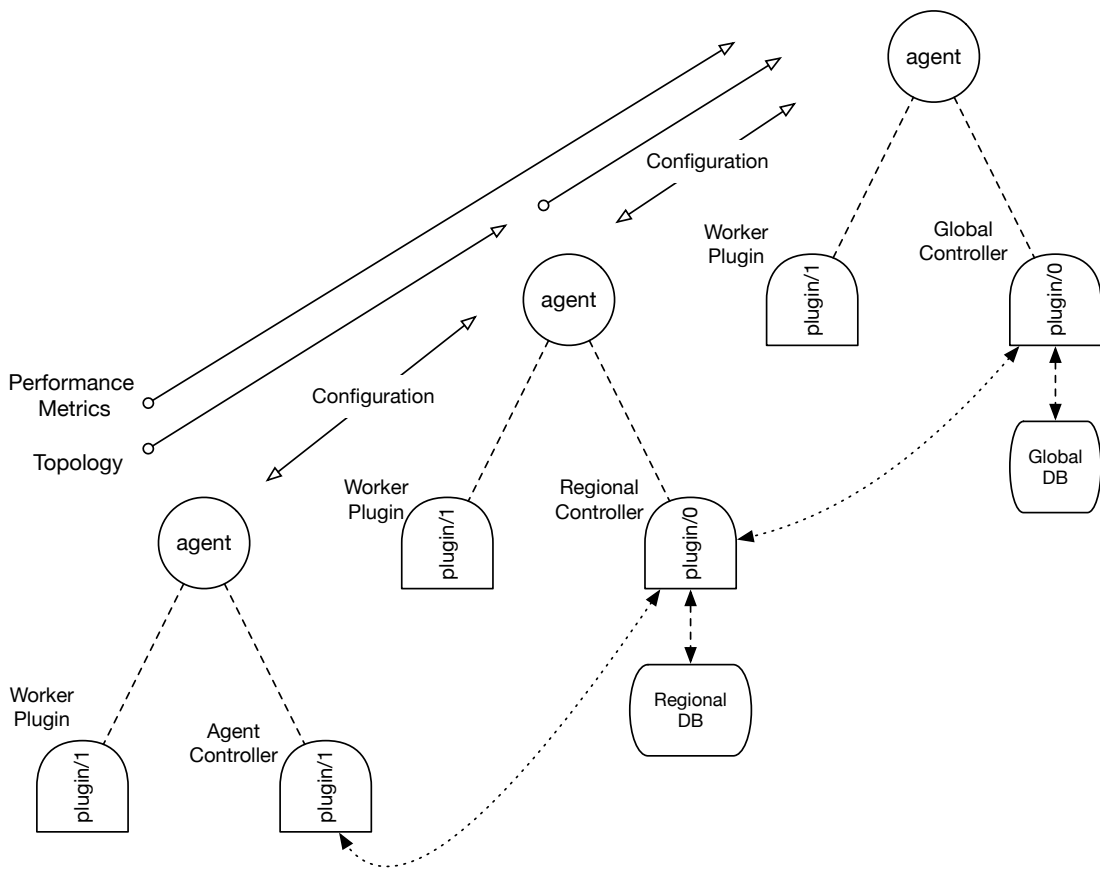 agent
Configuration
Worker
Plugin
Global
Controller
plugin/1
plugin/0
agent
Performance
Metrics
Configuration
Topology
Global
DB
Worker
Plugin
Regional
Controller
plugin/1
plugin/0
agent
Worker
Plugin
Regional
DB
Agent
Controller
plugin/1
plugin/1